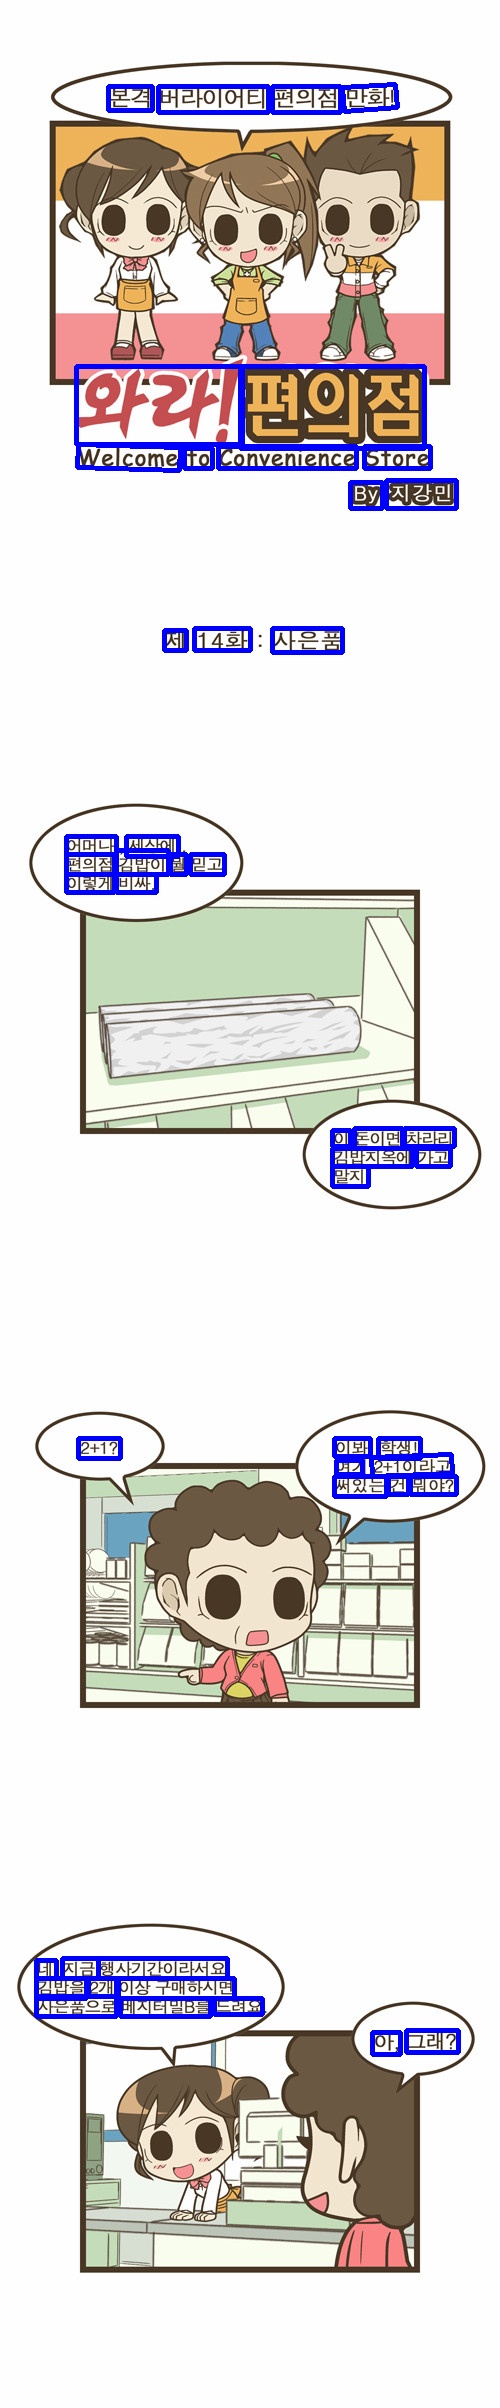 본격 버라이어티 편의점 만화!
와라! 편의점
Welcome to Convenience Store
By 지강민
제 14화 : 사은품
어머나, 세상에
편의점 김밥이 뭘 믿고
이렇게 비싸.
이 돈이면 차라리
김밥지옥에 가고
말지
2+1?
이봐, 학생!
여기 2+1이라고
써있는 건 뭐야?
네, 지금 행사기간이라서요
김밥을 2개 이상 구매하시면
사은품으로 베지터밀B를 드려요.
아, 그래?